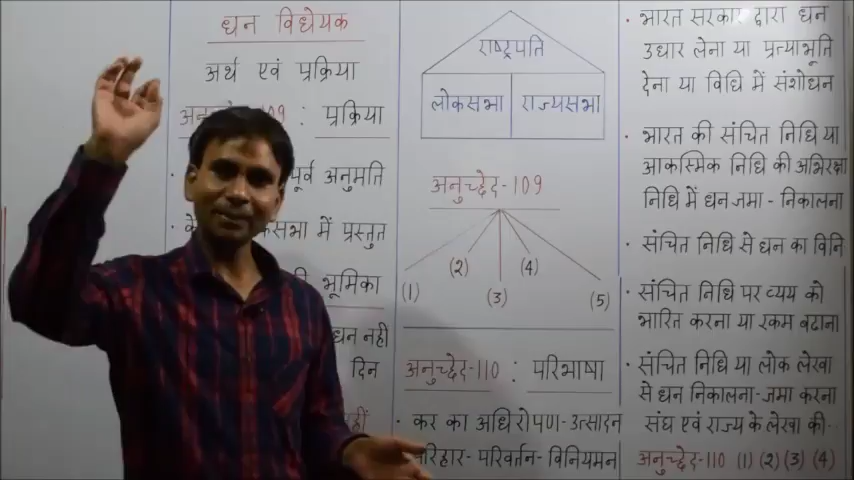 धन विधेयक
अर्थ एवं प्रक्रिया
109 : प्रक्रिया
पूर्व अनुमति
में प्रस्तुत
भूमिका
धन नहीं
दिन
राष्ट्रपति
लोकसभा राज्यसभा
अनुच्छेद-109
(1) (2) (3) (4) (5)
अनुच्छेद-110 : परिभाषा
• कर का अधिरोपण-उत्सादन
परिहार-परिवर्तन-विनियमन
• भारत सरकार द्वारा धन
उधार लेना या प्रत्याभूति
देना या विधि में संशोधन
• भारत की संचित निधि या
आकस्मिक निधि की अभिरक्षा
निधि में धन जमा - निकालना
• संचित निधि से धन का विनि
• संचित निधि पर व्यय को
भारित करना या रकम बढाना
• संचित निधि या लोक लेखा
से धन निकालना-जमा करना
संघ एवं राज्य के लेखा की..
अनुच्छेद-110 (1) (2) (3) (4)